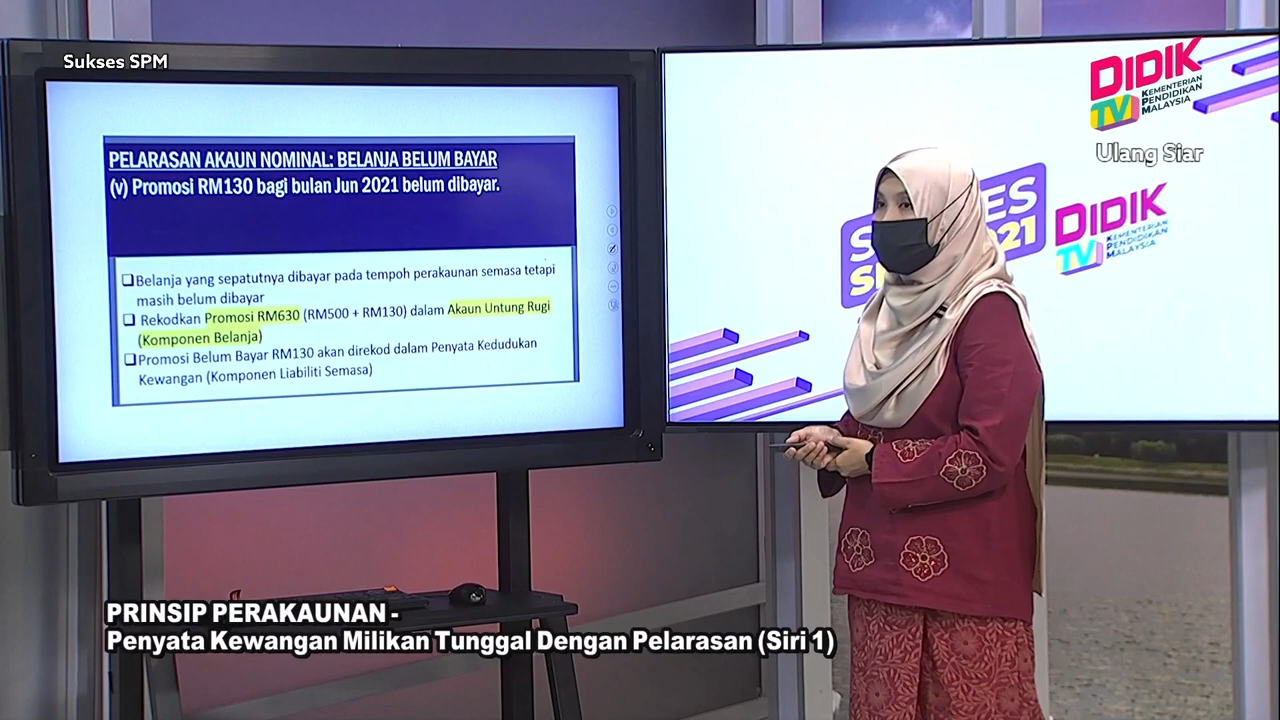 Sukses SPM
PELARASAN AKAUN NOMINAL: BELANJA BELUM BAYAR
(v) Promosi RM130 bagi bulan Jun 2021 belum dibayar.
❑Belanja yang sepatutnya dibayar pada tempoh perakaunan semasa tetapi
masih belum dibayar
❑ Rekodkan Promosi RM630 (RM500 + RM130) dalam Akaun Untung Rugi
(Komponen Belanja)
❑Promosi Belum Bayar RM130 akan direkod dalam Penyata Kedudukan
Kewangan (Komponen Liabiliti Semasa)
DIDIK
TV
KEMENTERIAN
PENDIDIKAN
MALAYSIA
Ulang Siar
DIDIK
TV
KEMENTERIAN
PENDIDIKAN
MALAYSIA
PRINSIP PERAKAUNAN -
Penyata Kewangan Milikan Tunggal Dengan Pelarasan (Siri 1)